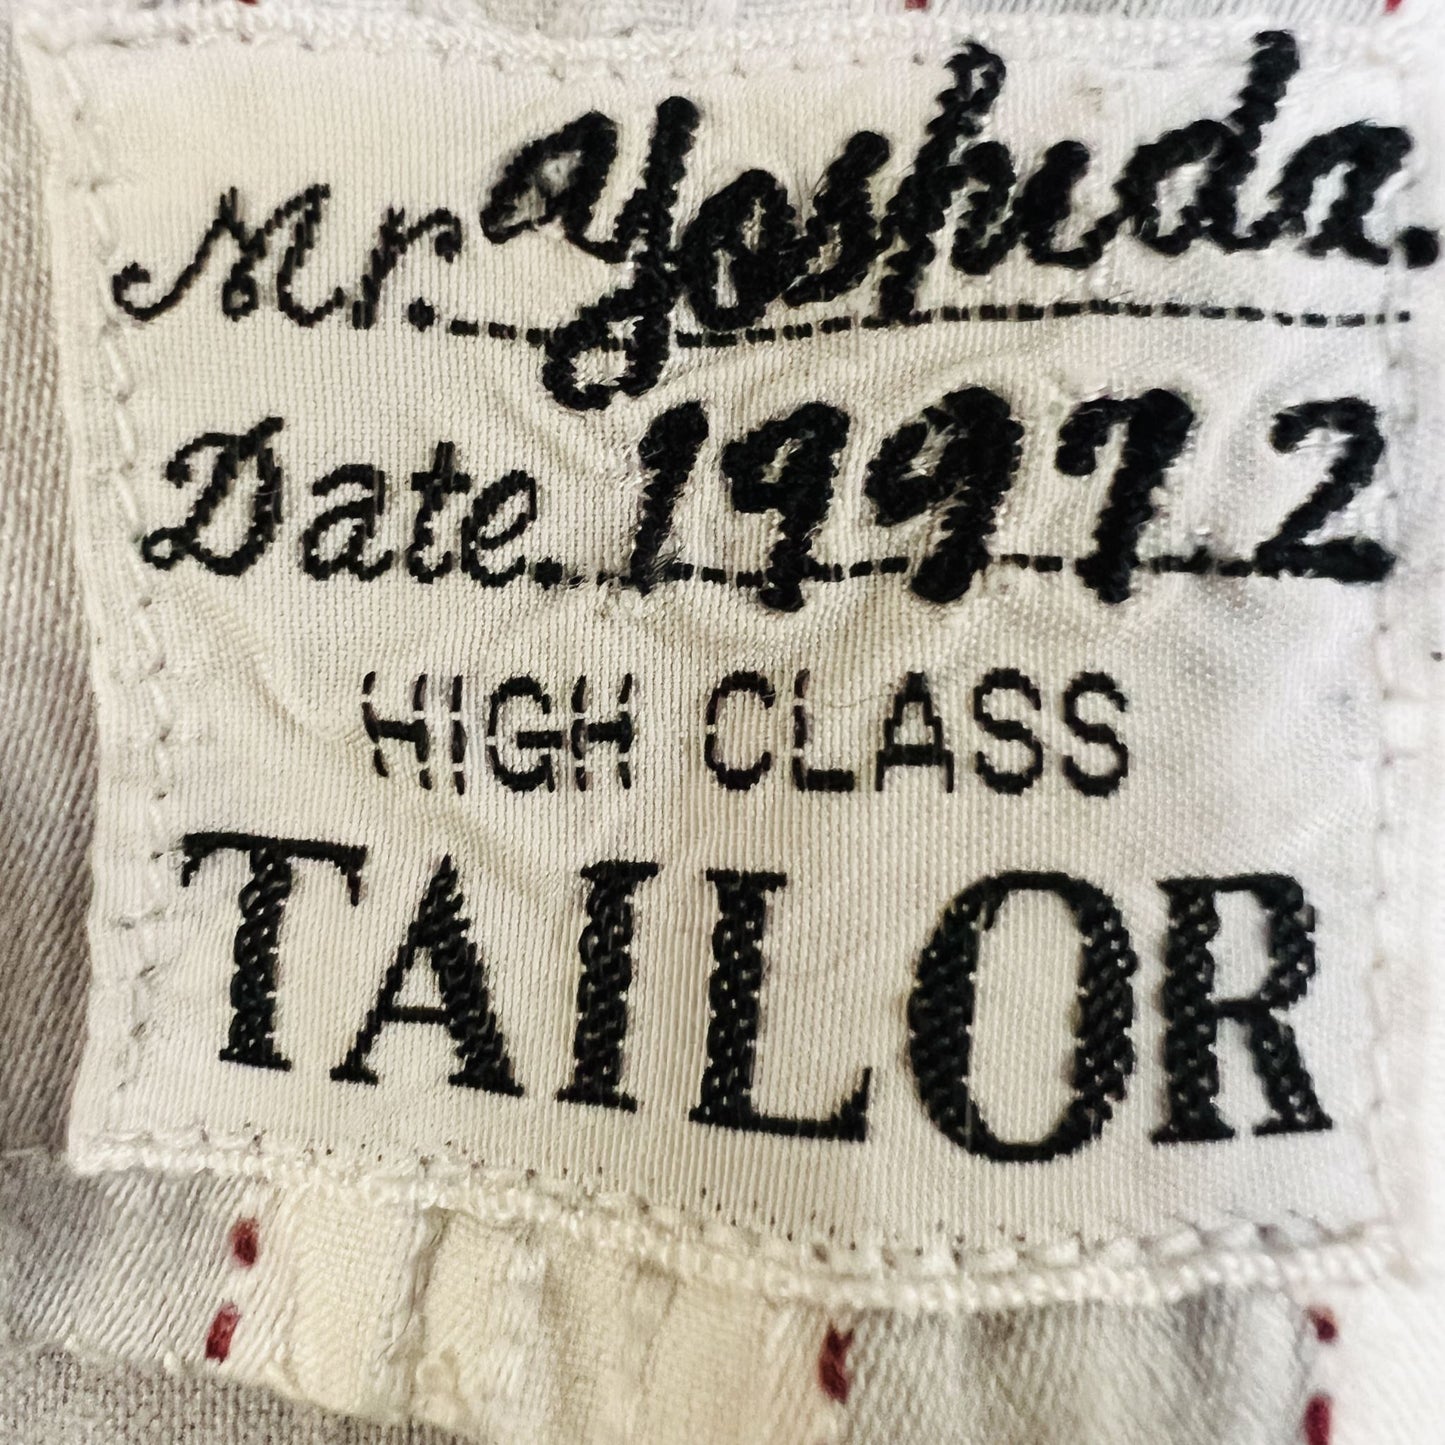 Mr. Yoshida.
Date. 1997. 2
HIGH CLASS
TAILOR